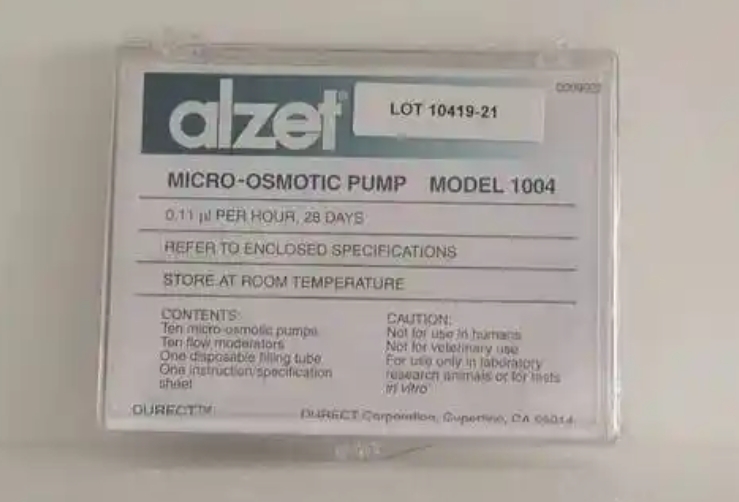 alzet®
LOT 10419-21
MICRO-OSMOTIC PUMP MODEL 1004
0.11 µl PER HOUR, 28 DAYS
REFER TO ENCLOSED SPECIFICATIONS
STORE AT ROOM TEMPERATURE
CONTENTS:
Ten micro-osmotic pumps
Ten flow moderators
One disposable filling tube
One instruction/specification
sheet
CAUTION:
Not for use in humans
Not for veterinary use
For use only in laboratory
research animals or for tests
in vitro
DURECT™
DURECT Corporation, Cupertino, CA